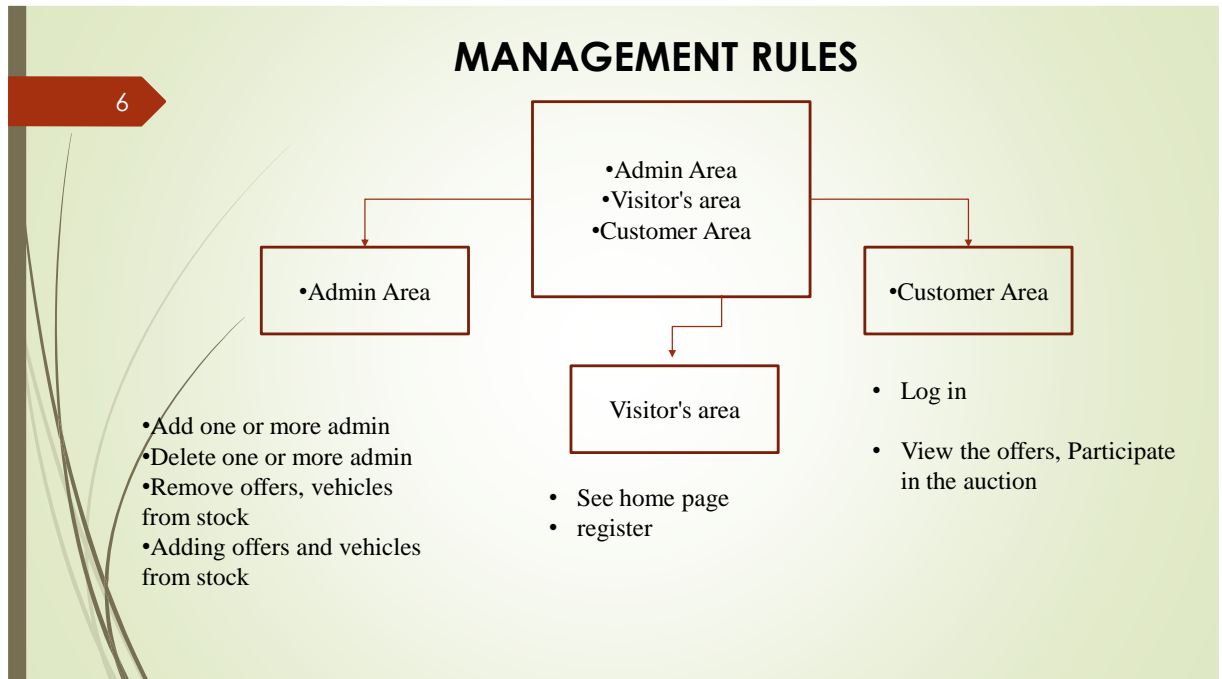 MANAGEMENT RULES
6
•Admin Area
•Visitor's area
•Customer Area
•Admin Area
•Customer Area
Visitor's area
•Add one or more admin
•Delete one or more admin
•Remove offers, vehicles
from stock
•Adding offers and vehicles
from stock
• See home page
• register
• Log in
• View the offers, Participate
in the auction